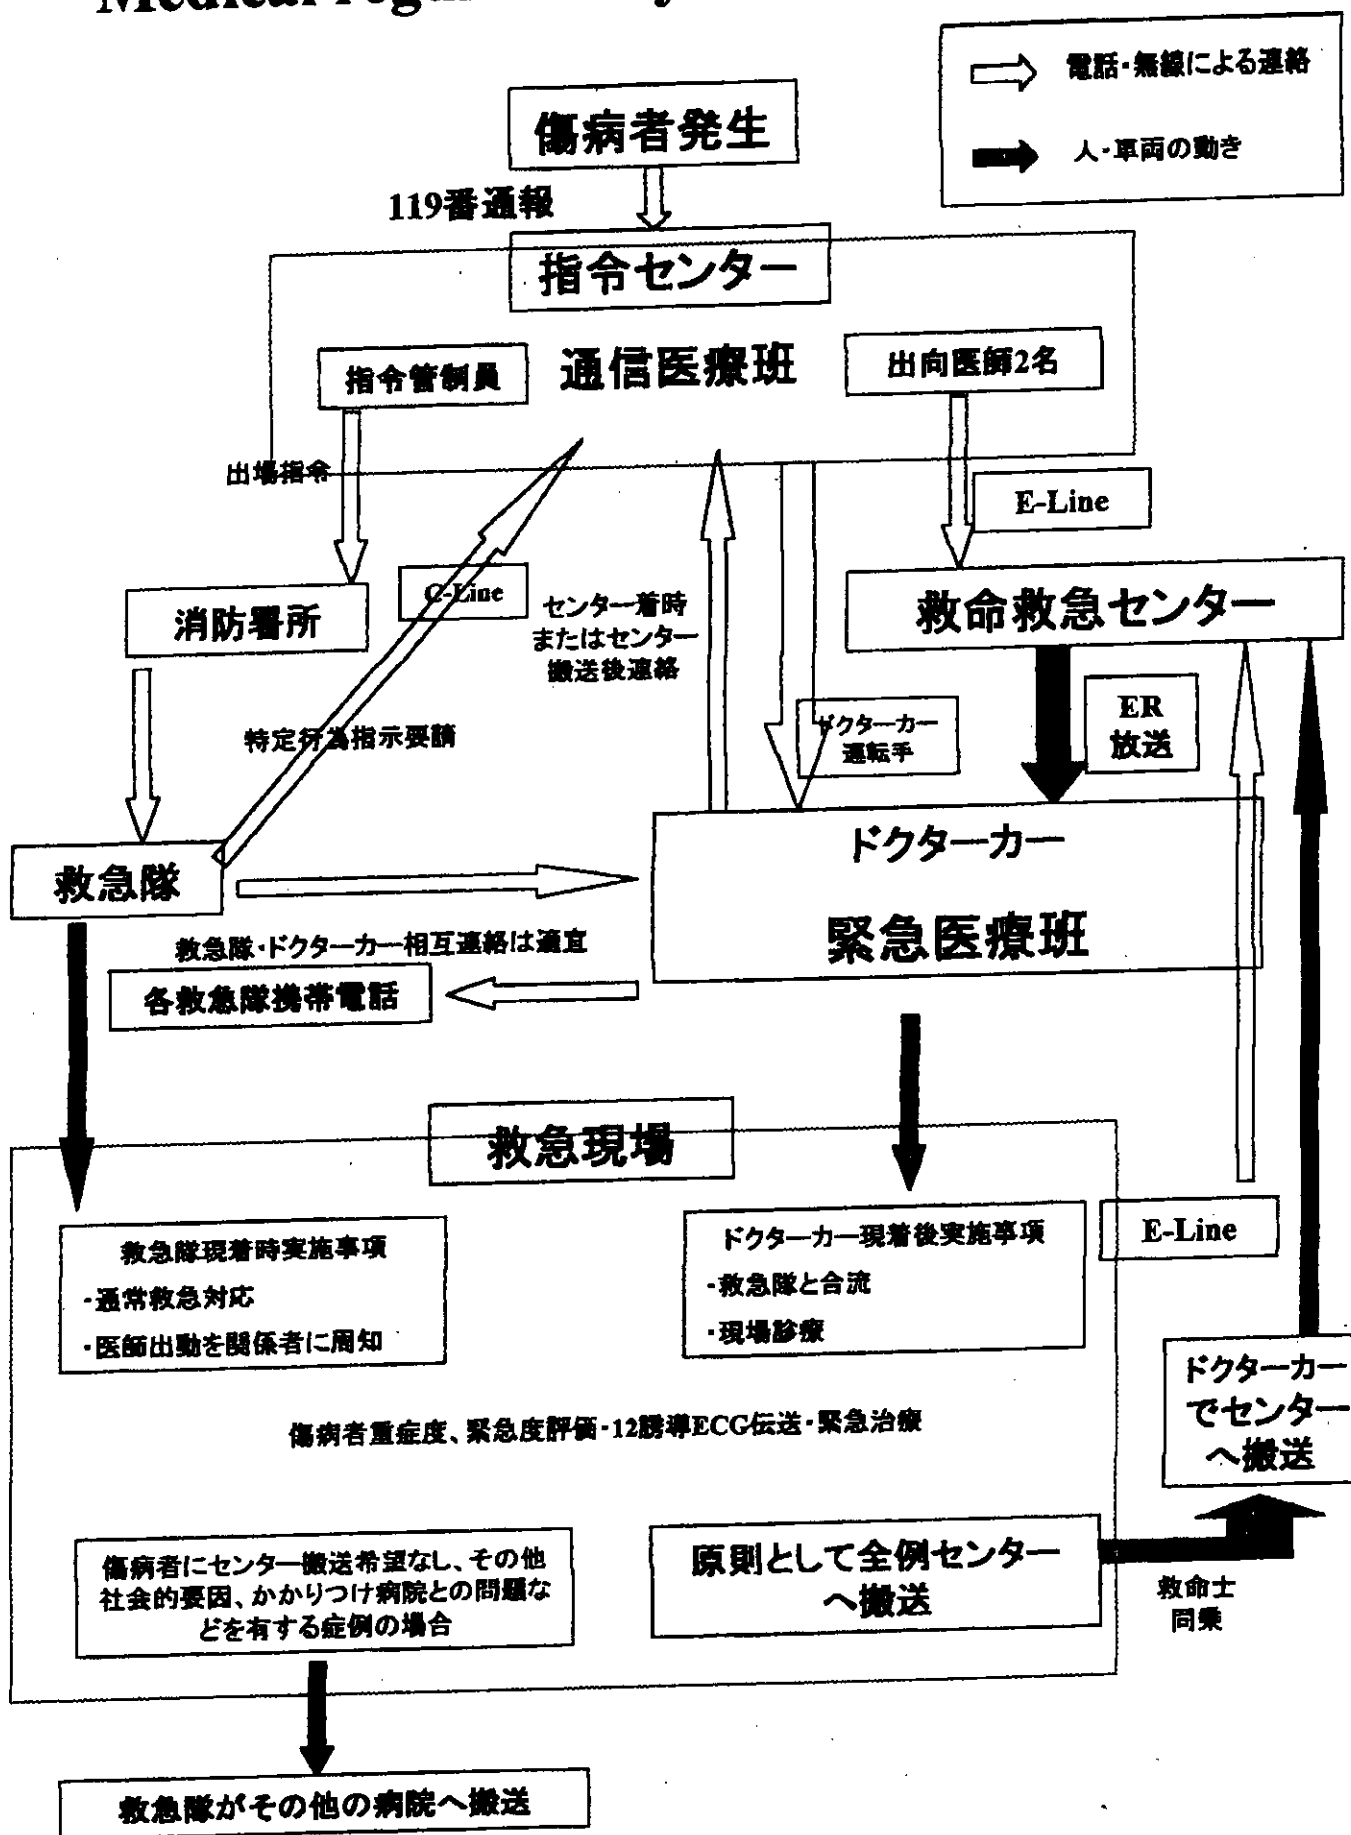 Medical
電話・無線による連絡
人・車両の動き
傷病者発生
119番通報
指令センター
指令管制員
通信医療班
出向医師2名
出場指令
E-Line
C-Line
センター着時
またはセンター
搬送後連絡
救命救急センター
消防署所
特定行為指示要請
ドクターカー
運転手
ER
放送
救急隊
ドクターカー
緊急医療班
救急隊・ドクターカー相互連絡は適宜
各救急隊携帯電話
救急現場
救急隊現着時実施事項
・通常救急対応
・医師出動を関係者に周知
ドクターカー現着後実施事項
・救急隊と合流
・現場診療
E-Line
ドクターカー
でセンター
へ搬送
傷病者重症度、緊急度評価・12誘導ECG伝送・緊急治療
傷病者にセンター搬送希望なし、その他
社会的要因、かかりつけ病院との問題な
どを有する症例の場合
原則として全例センター
へ搬送
救命士
同乗
救急隊がその他の病院へ搬送